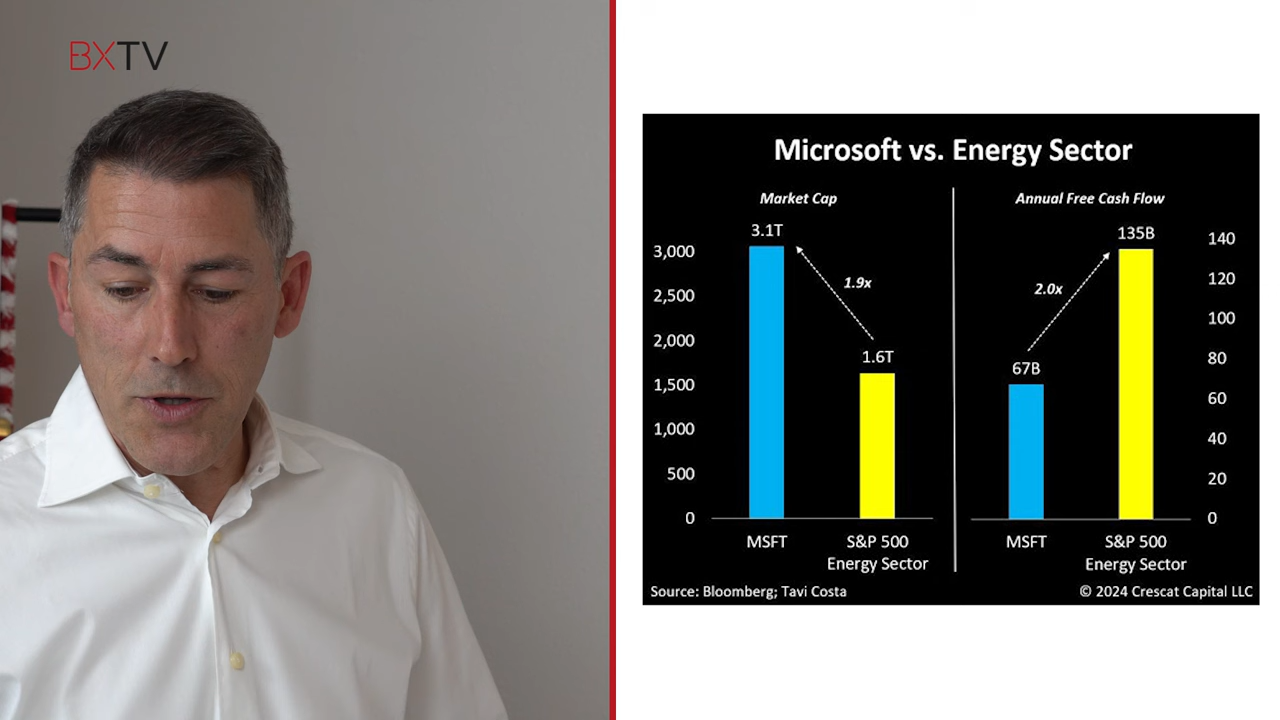 BXTV
Microsoft vs. Energy Sector
Market Cap
Annual Free Cash Flow
3.1T
135B
140
3,000
120
1.9x
2.0x
2,500
100
2,000
1.6T
80
67B
1,500
60
1,000
40
500
20
0
0
MSFT
S&P 500
Energy Sector
MSFT
S&P 500
Energy Sector
Source: Bloomberg; Tavi Costa
© 2024 Crescat Capital LLC